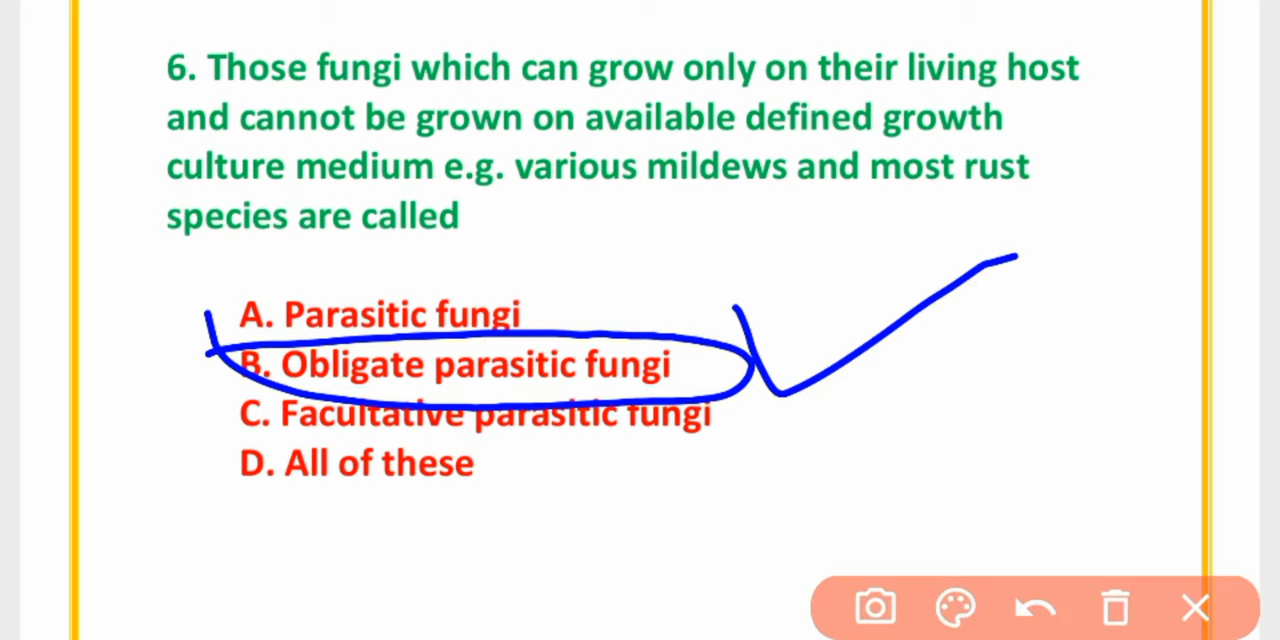 6. Those fungi which can grow only on their living host
and cannot be grown on available defined growth
culture medium e.g. various mildews and most rust
species are called
A. Parasitic fungi
B. Obligate parasitic fungi
C. Facultative parasitic fungi
D. All of these